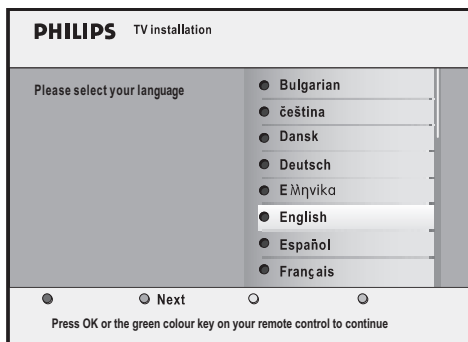 PHILIPS TV installation
Please select your language
Bulgarian
čeština
Dansk
Deutsch
Ελληνικα
English
Español
Français
Next
Press OK or the green colour key on your remote control to continue